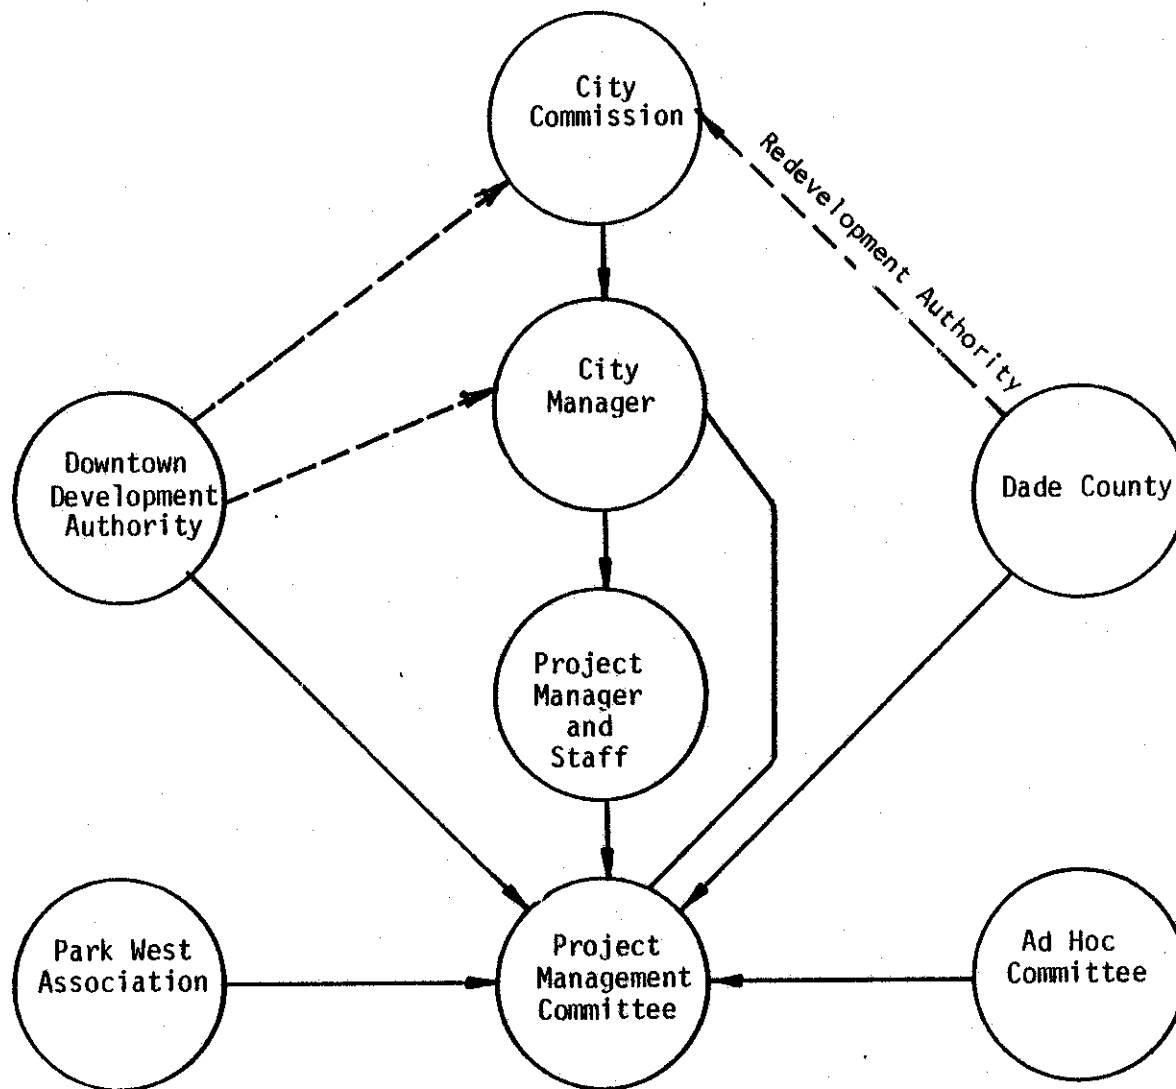 City
Commission
Redevelopment Authority
City
Manager
Downtown
Development
Authority
Dade County
Project
Manager
and
Staff
Park West
Association
Project
Management
Committee
Ad Hoc
Committee